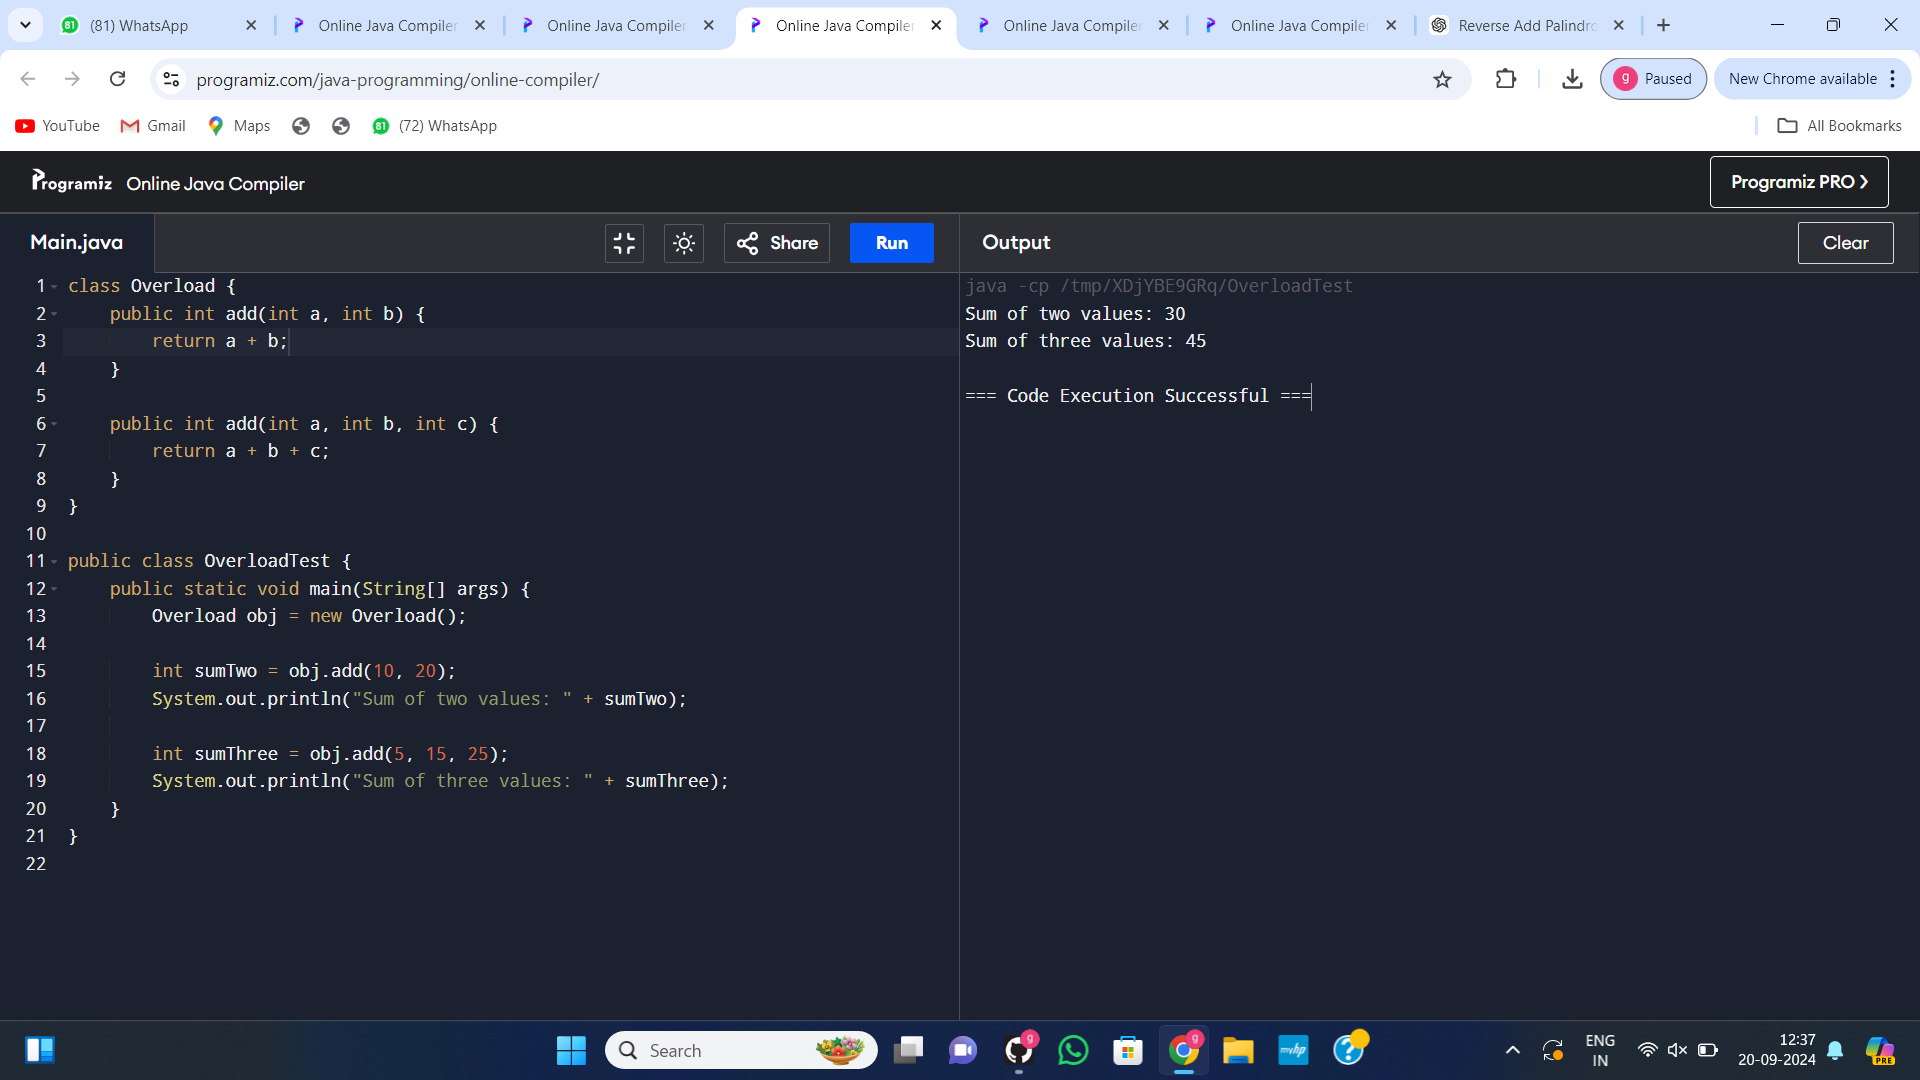 (81) WhatsApp
Online Java Compiler
Online Java Compiler
Online Java Compiler
Online Java Compiler
Online Java Compiler
Reverse Add Palindro
programiz.com/java-programming/online-compiler/
g Paused
New Chrome available
YouTube
Gmail
Maps
81 (72) WhatsApp
All Bookmarks
Programiz Online Java Compiler
Programiz PRO
Main.java
Share
Run
Output
Clear
1 class Overload {
2 public int add(int a, int b) {
3 return a + b;
4 }
5
6 public int add(int a, int b, int c) {
7 return a + b + c;
8 }
9 }
10
11 public class OverloadTest {
12 public static void main(String[] args) {
13 Overload obj = new Overload();
14
15 int sumTwo = obj.add(10, 20);
16 System.out.println("Sum of two values: " + sumTwo);
17
18 int sumThree = obj.add(5, 15, 25);
19 System.out.println("Sum of three values: " + sumThree);
20 }
21 }
22
java -cp /tmp/XDjYBE9GRq/OverloadTest
Sum of two values: 30
Sum of three values: 45
=== Code Execution Successful ===
Search
g
g
myhp
ENG
IN
12:37
20-09-2024
PRE